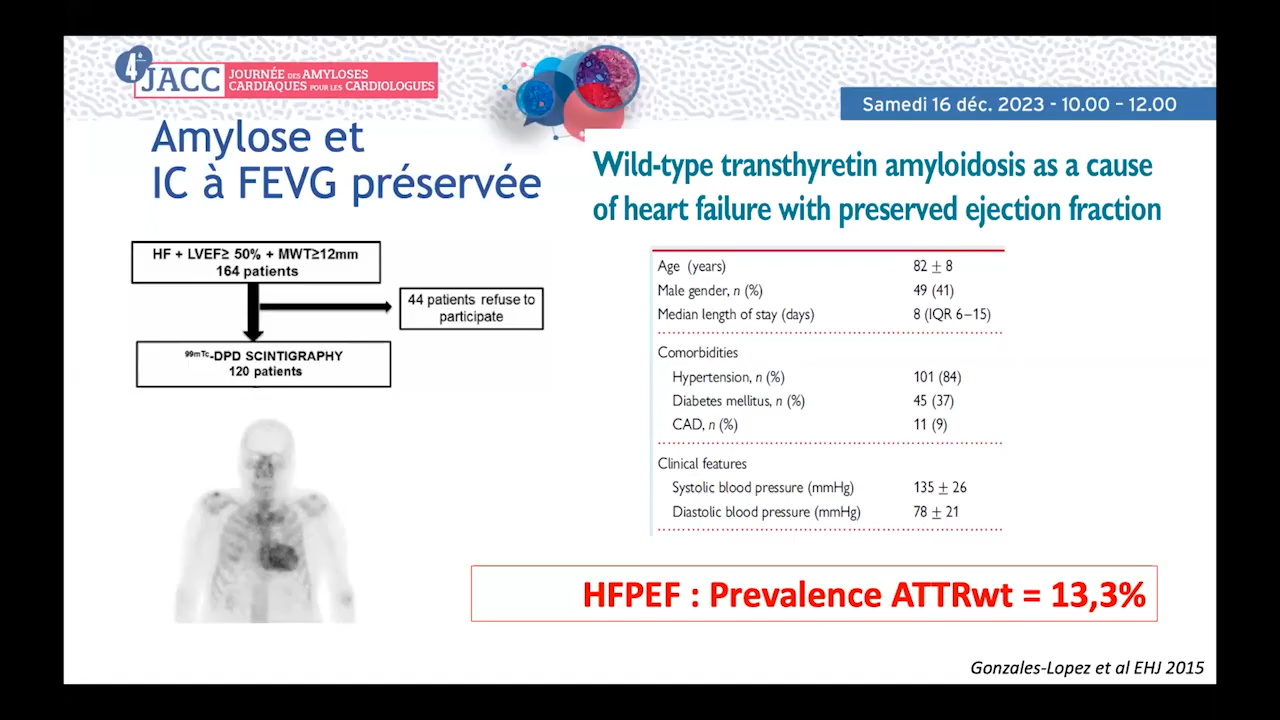 4e JACC JOURNÉE DES AMYLOSES
CARDIAQUES POUR LES CARDIOLOGUES
Samedi 16 déc. 2023 - 10.00 - 12.00
Amylose et
IC à FEVG préservée
Wild-type transthyretin amyloidosis as a cause
of heart failure with preserved ejection fraction
HF + LVEF≥ 50% + MWT≥12mm
164 patients
44 patients refuse to
participate
99mTc-DPD SCINTIGRAPHY
120 patients
Age (years) 82 ± 8
Male gender, n (%) 49 (41)
Median length of stay (days) 8 (IQR 6–15)
Comorbidities
Hypertension, n (%) 101 (84)
Diabetes mellitus, n (%) 45 (37)
CAD, n (%) 11 (9)
Clinical features
Systolic blood pressure (mmHg) 135 ± 26
Diastolic blood pressure (mmHg) 78 ± 21
HFPEF : Prevalence ATTRwt = 13,3%
Gonzales-Lopez et al EHJ 2015